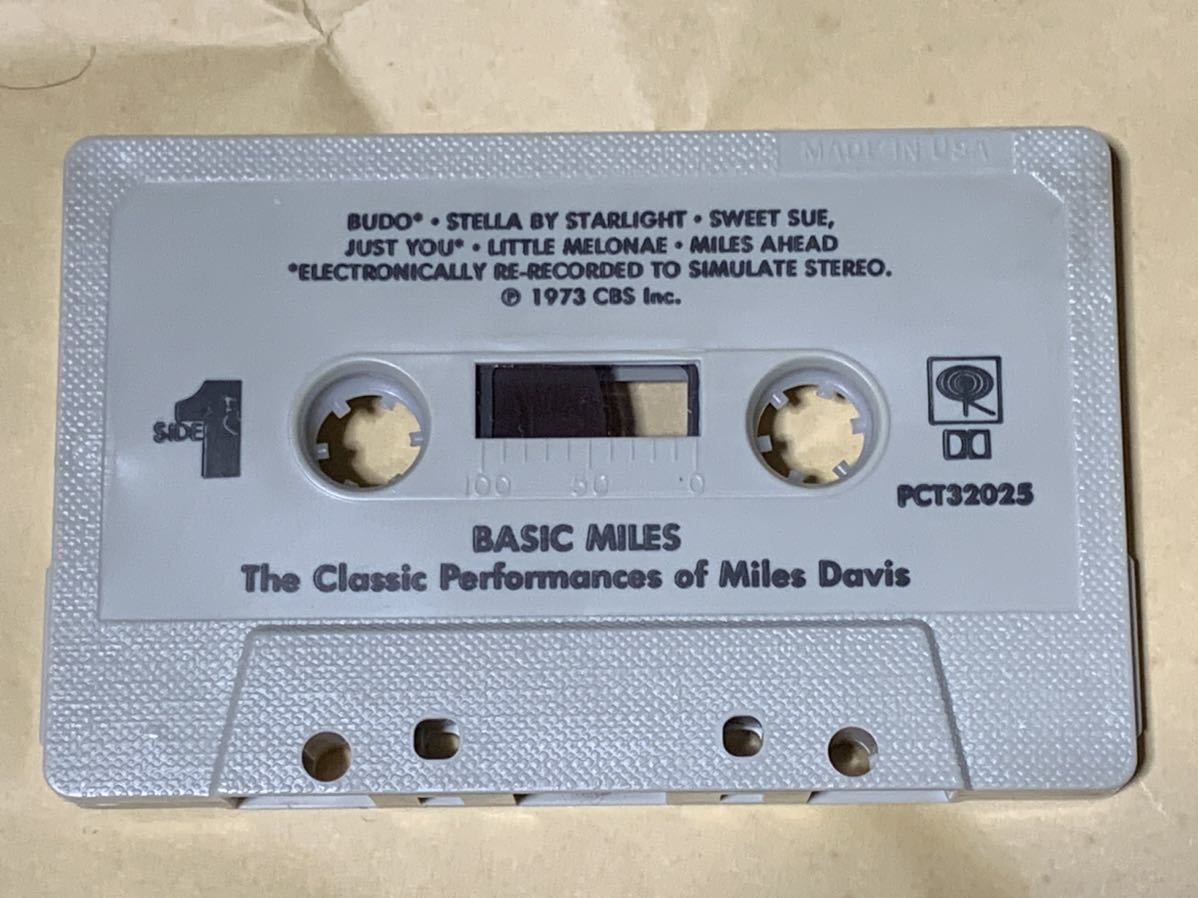 MADE IN USA
BUDO* • STELLA BY STARLIGHT • SWEET SUE,
JUST YOU* • LITTLE MELONAE • MILES AHEAD
*ELECTRONICALLY RE-RECORDED TO SIMULATE STEREO.
℗ 1973 CBS Inc.
SIDE 1
100 50 0
PCT32025
BASIC MILES
The Classic Performances of Miles Davis